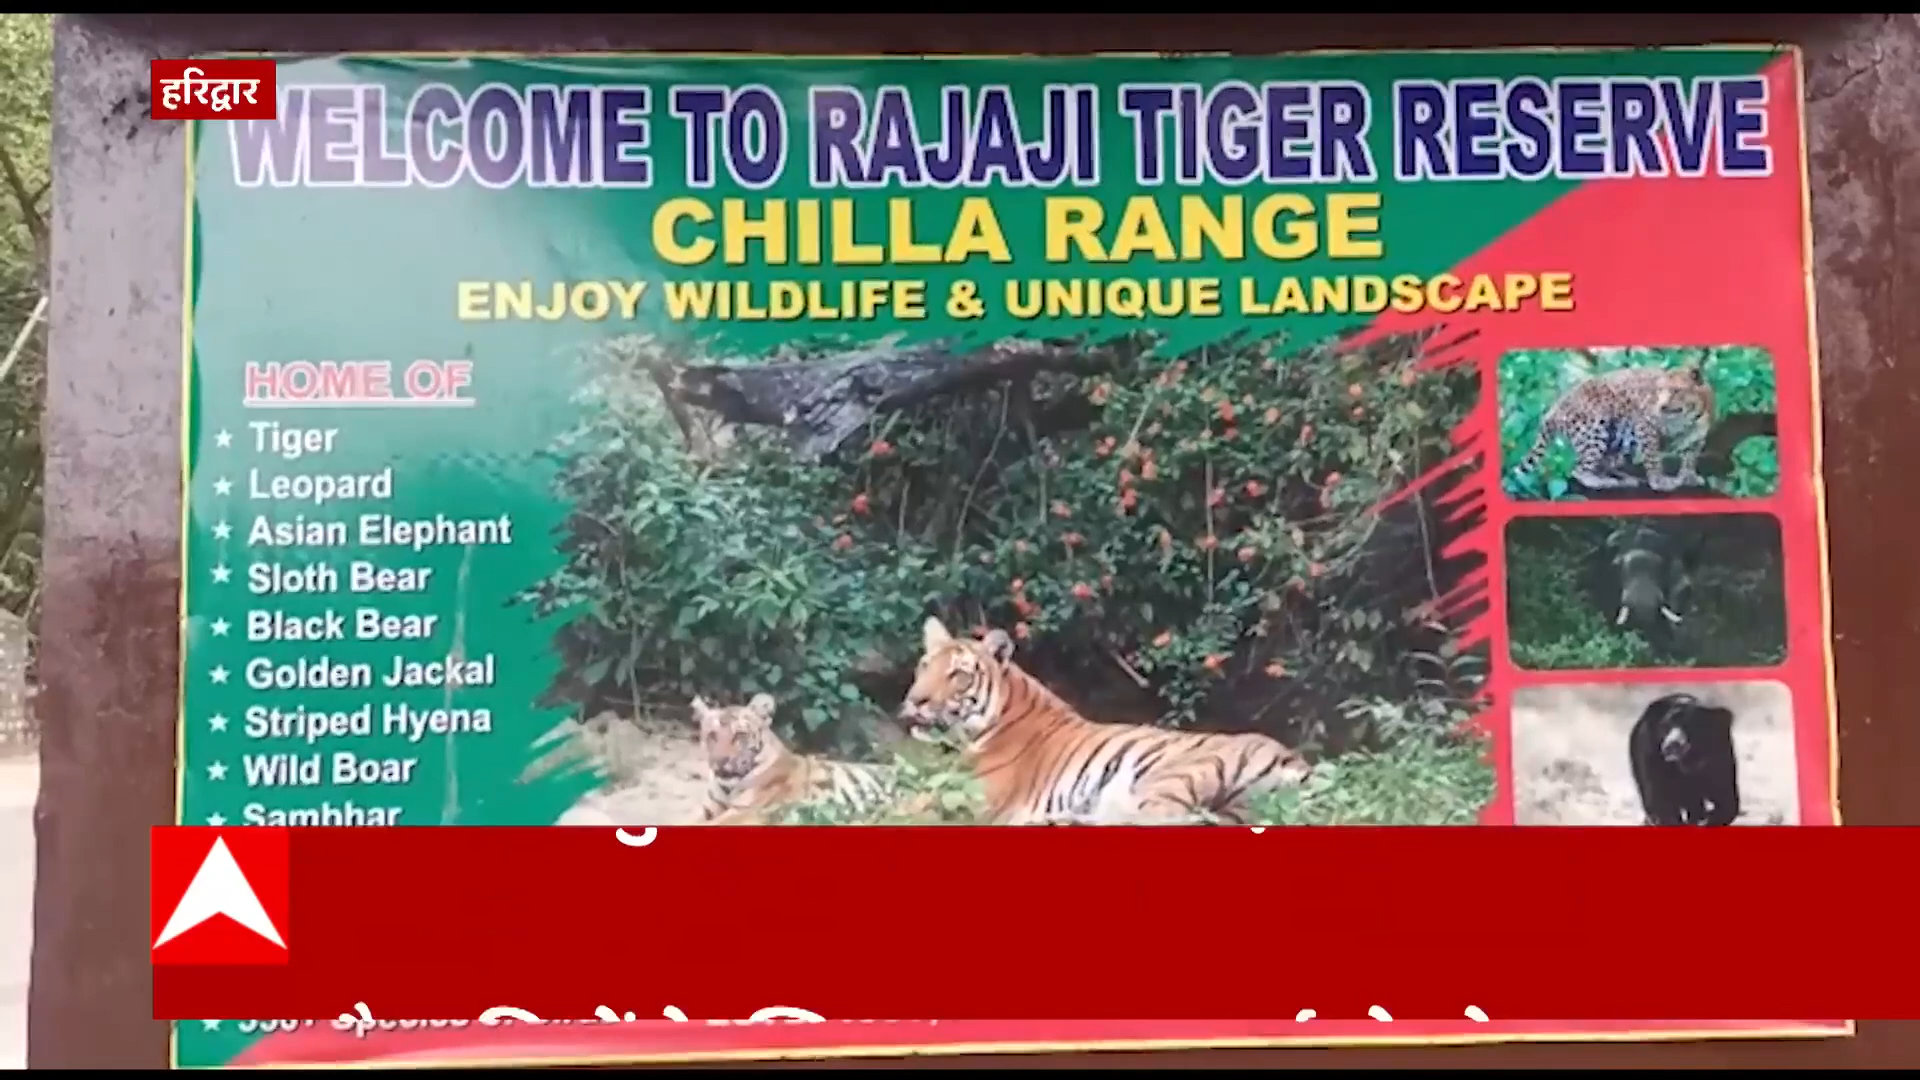 हरिद्वार
WELCOME TO RAJAJI TIGER RESERVE
CHILLA RANGE
ENJOY WILDLIFE & UNIQUE LANDSCAPE
HOME OF
★ Tiger
★ Leopard
★ Asian Elephant
★ Sloth Bear
★ Black Bear
★ Golden Jackal
★ Striped Hyena
★ Wild Boar
★ Sambhar